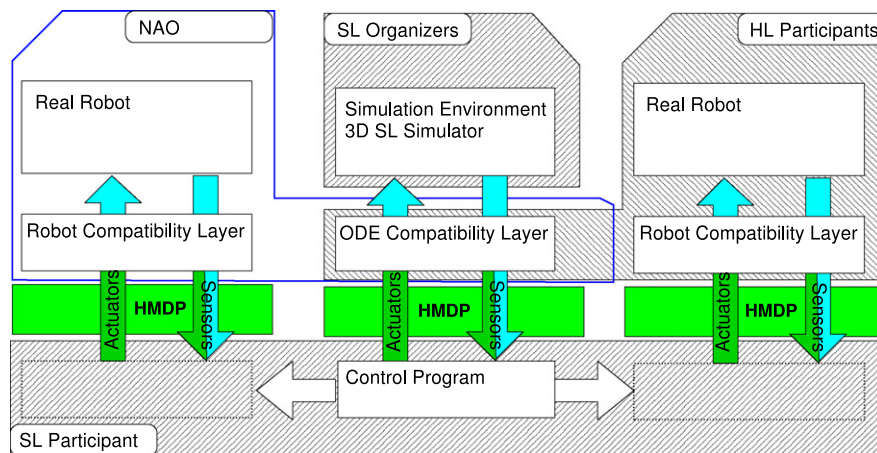 NAO
SL Organizers
HL Participants
Real Robot
Simulation Environment
3D SL Simulator
Real Robot
Robot Compatibility Layer
ODE Compatibility Layer
Robot Compatibility Layer
Actuators
HMDP
Sensors
Actuators
HMDP
Sensors
Actuators
HMDP
Sensors
Control Program
SL Participant